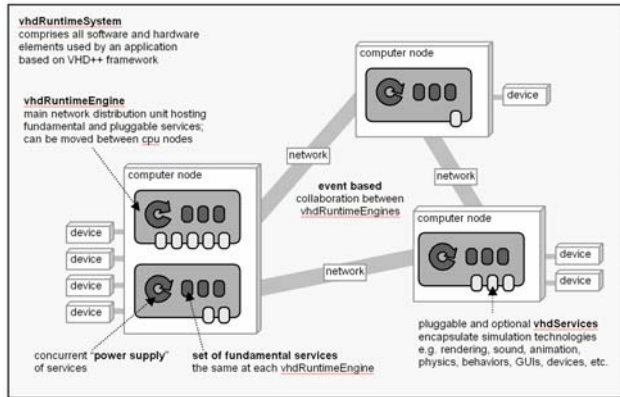 vhdRuntimeSystem
comprises all software and hardware
elements used by an application
based on VHD++ framework
vhdRuntimeEngine
main network distribution unit hosting
fundamental and pluggable services;
can be moved between cpu nodes
computer node
device
network
event based
collaboration between
vhdRuntimeEngines
network
computer node
device
device
device
device
computer node
device
device
network
concurrent "power supply"
of services
set of fundamental services
the same at each vhdRuntimeEngine
pluggable and optional vhdServices
encapsulate simulation technologies
e.g. rendering, sound, animation,
physics, behaviors, GUIs, devices, etc.